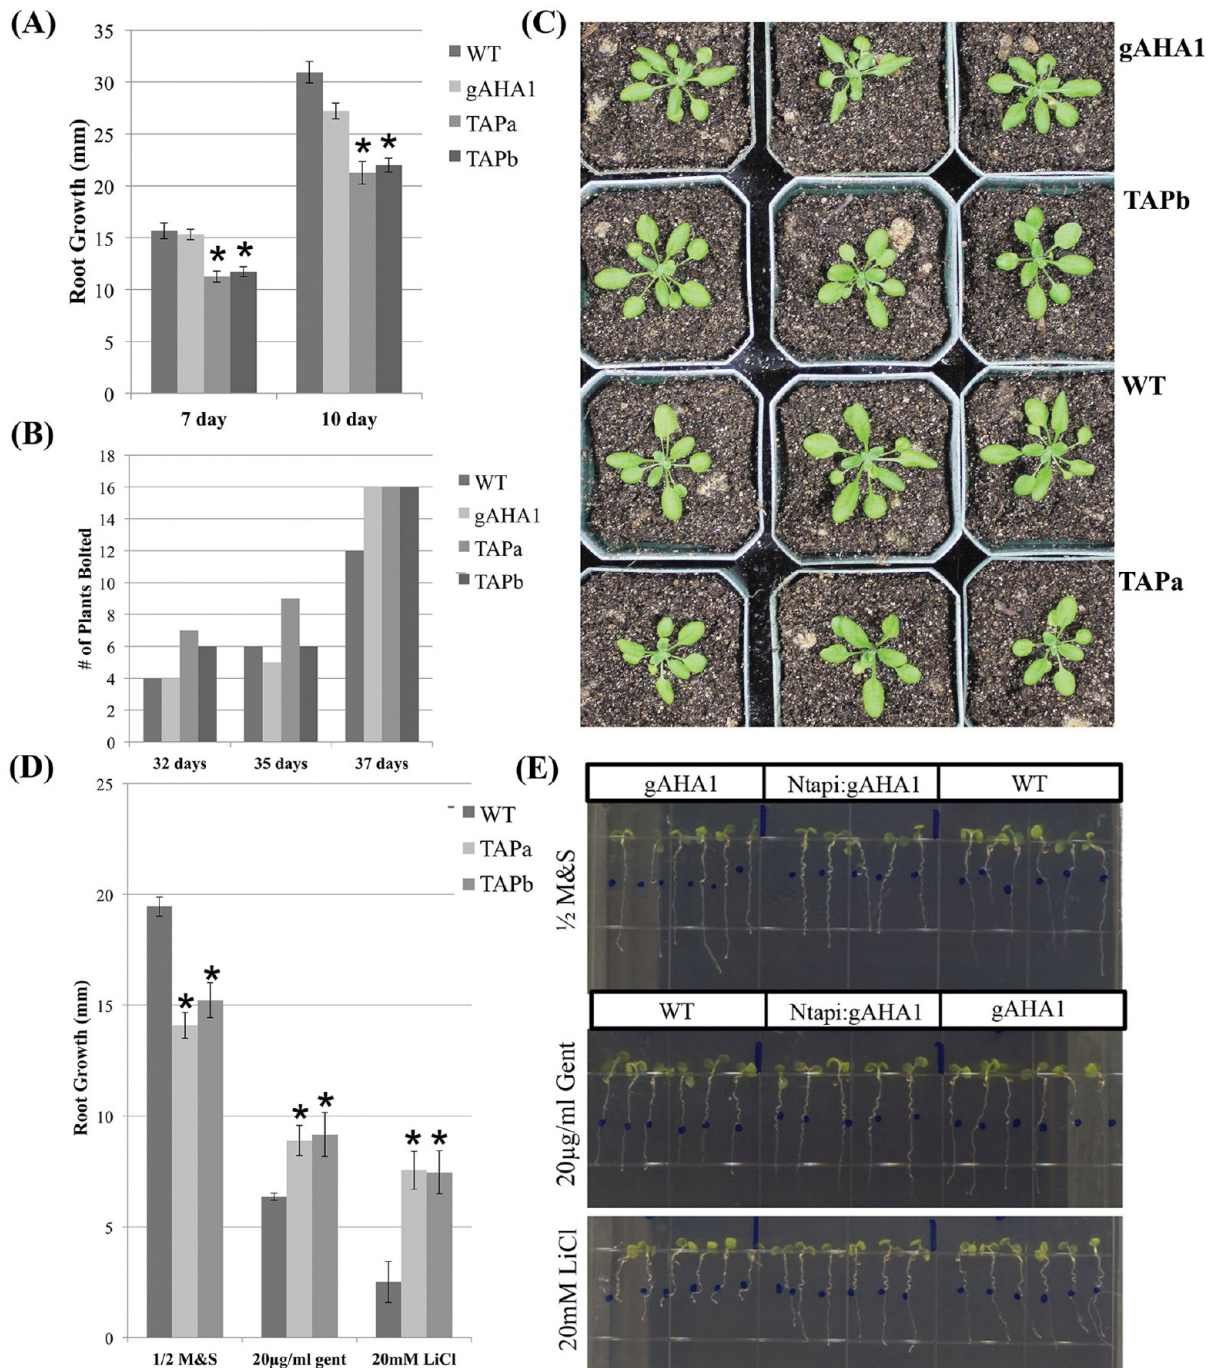 (A)
35
30
25
20
15
10
5
0
Root Growth (mm)
* *
* *
7 day
10 day
WT
gAHA1
TAPa
TAPb
(B)
18
16
14
12
10
8
6
4
2
0
# of Plants Bolted
32 days
35 days
37 days
WT
gAHA1
TAPa
TAPb
(C)
gAHA1
TAPb
WT
TAPa
(D)
25
20
15
10
5
0
Root Growth (mm)
* *
* *
* *
1/2 M&S
20µg/ml gent
20mM LiCl
WT
TAPa
TAPb
(E)
gAHA1
Ntapi:gAHA1
WT
½ M&S
WT
Ntapi:gAHA1
gAHA1
20µg/ml Gent
20mM LiCl